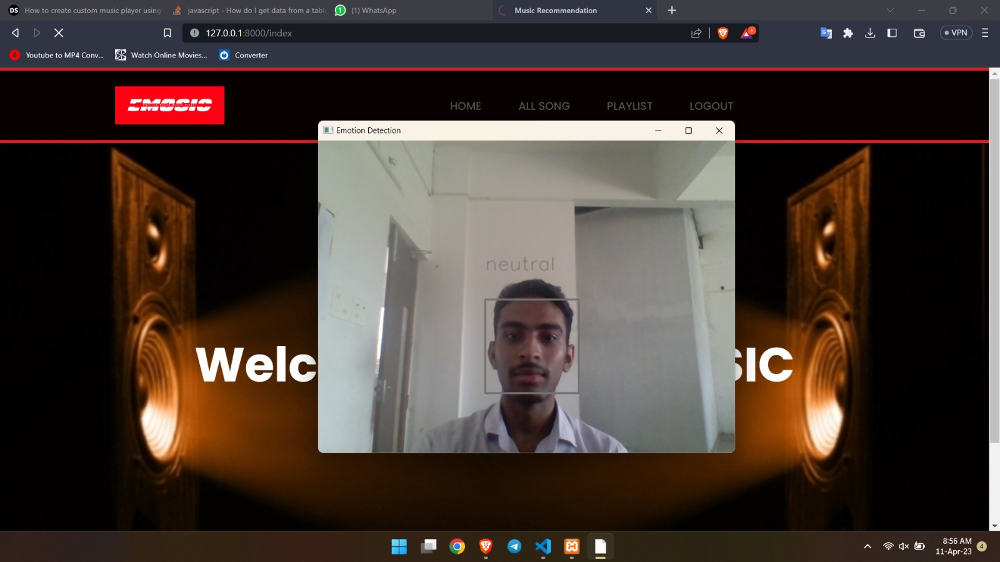 How to create custom music player using
javascript - How do I get data from a table
(1) WhatsApp
Music Recommendation
127.0.0.1:8000/index
1
VPN
Youtube to MP4 Conv...
Watch Online Movies...
Converter
EMOSIC
HOME
ALL SONG
PLAYLIST
LOGOUT
Emotion Detection
neutral
Welc
SIC
8:56 AM
11-Apr-23
4